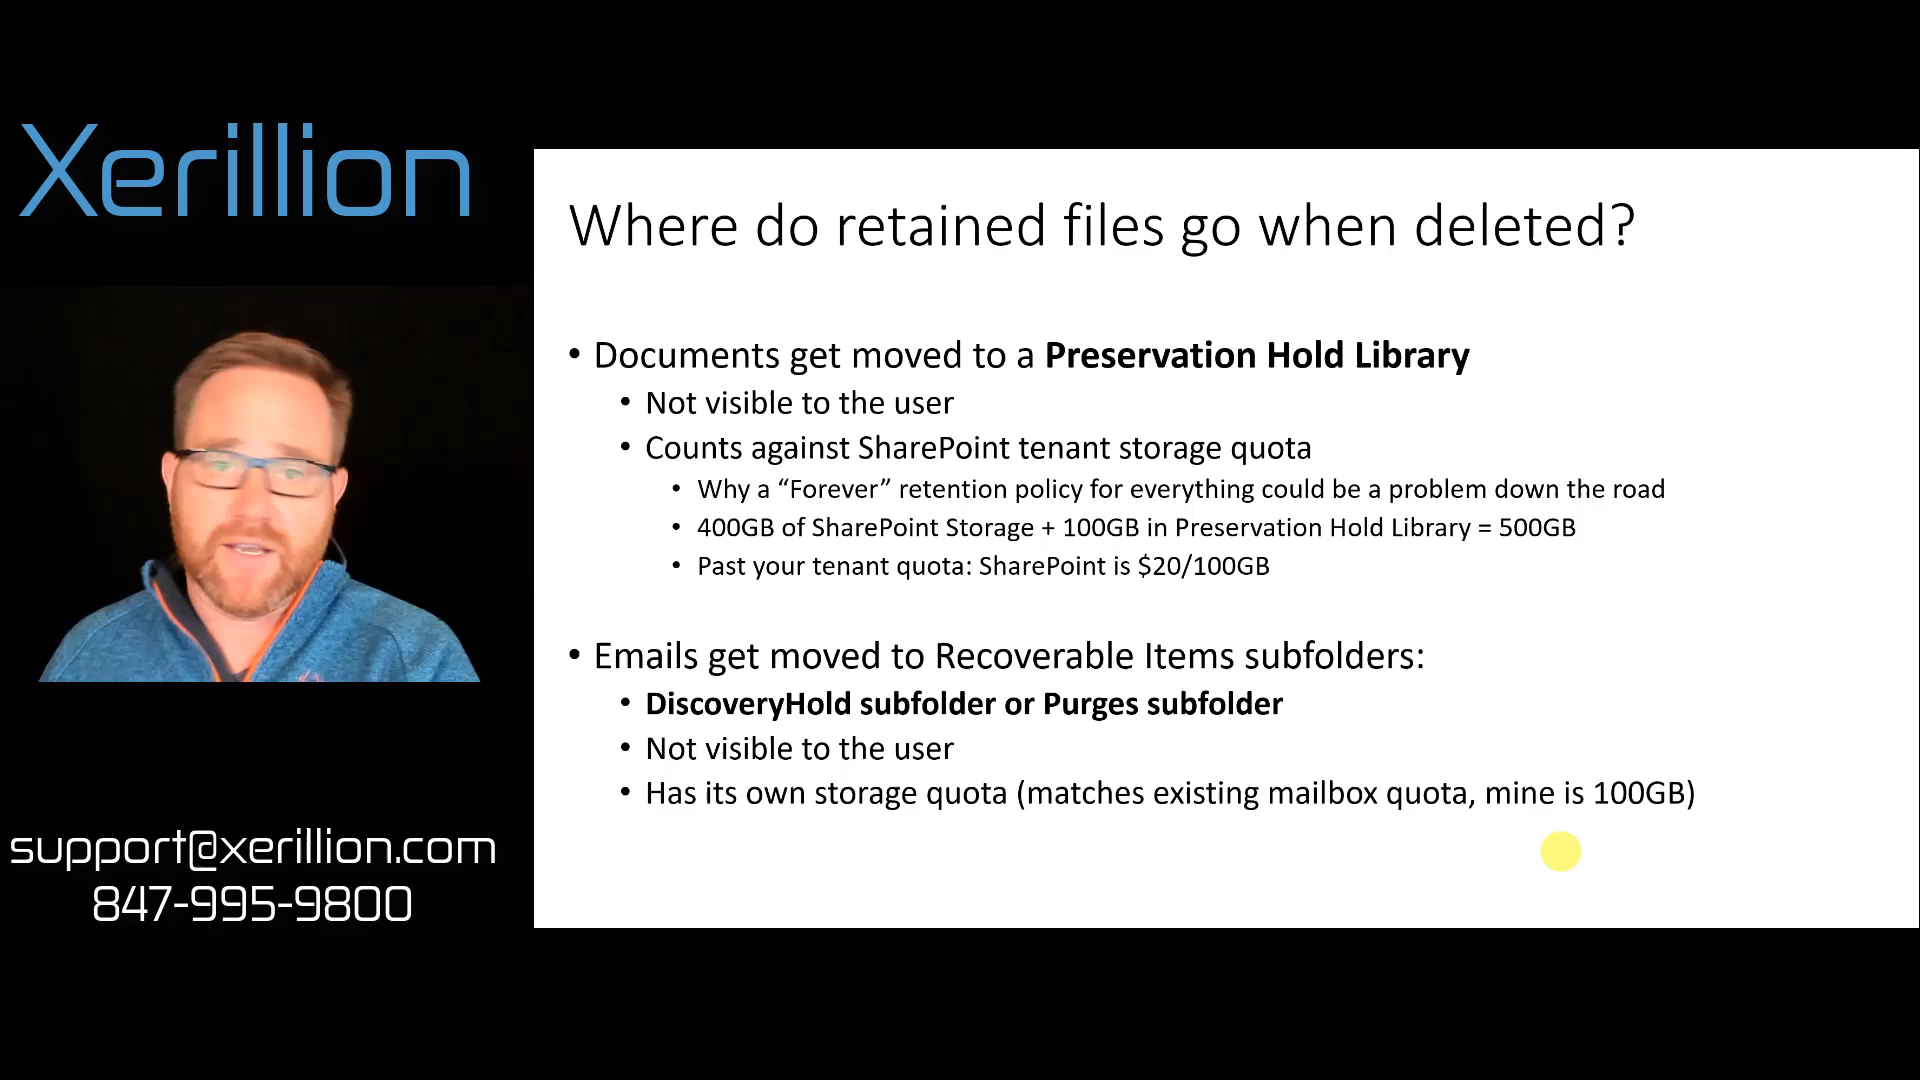 Xerillion
Where do retained files go when deleted?
• Documents get moved to a Preservation Hold Library
• Not visible to the user
• Counts against SharePoint tenant storage quota
• Why a “Forever” retention policy for everything could be a problem down the road
• 400GB of SharePoint Storage + 100GB in Preservation Hold Library = 500GB
• Past your tenant quota: SharePoint is $20/100GB
• Emails get moved to Recoverable Items subfolders:
• DiscoveryHold subfolder or Purges subfolder
• Not visible to the user
• Has its own storage quota (matches existing mailbox quota, mine is 100GB)
support@xerillion.com
847-995-9800